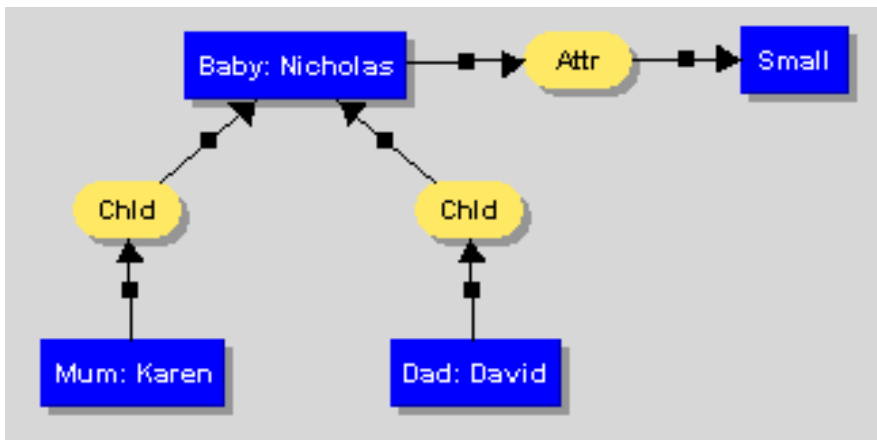 Baby: Nicholas
Attr
Small
Chld
Chld
Mum: Karen
Dad: David